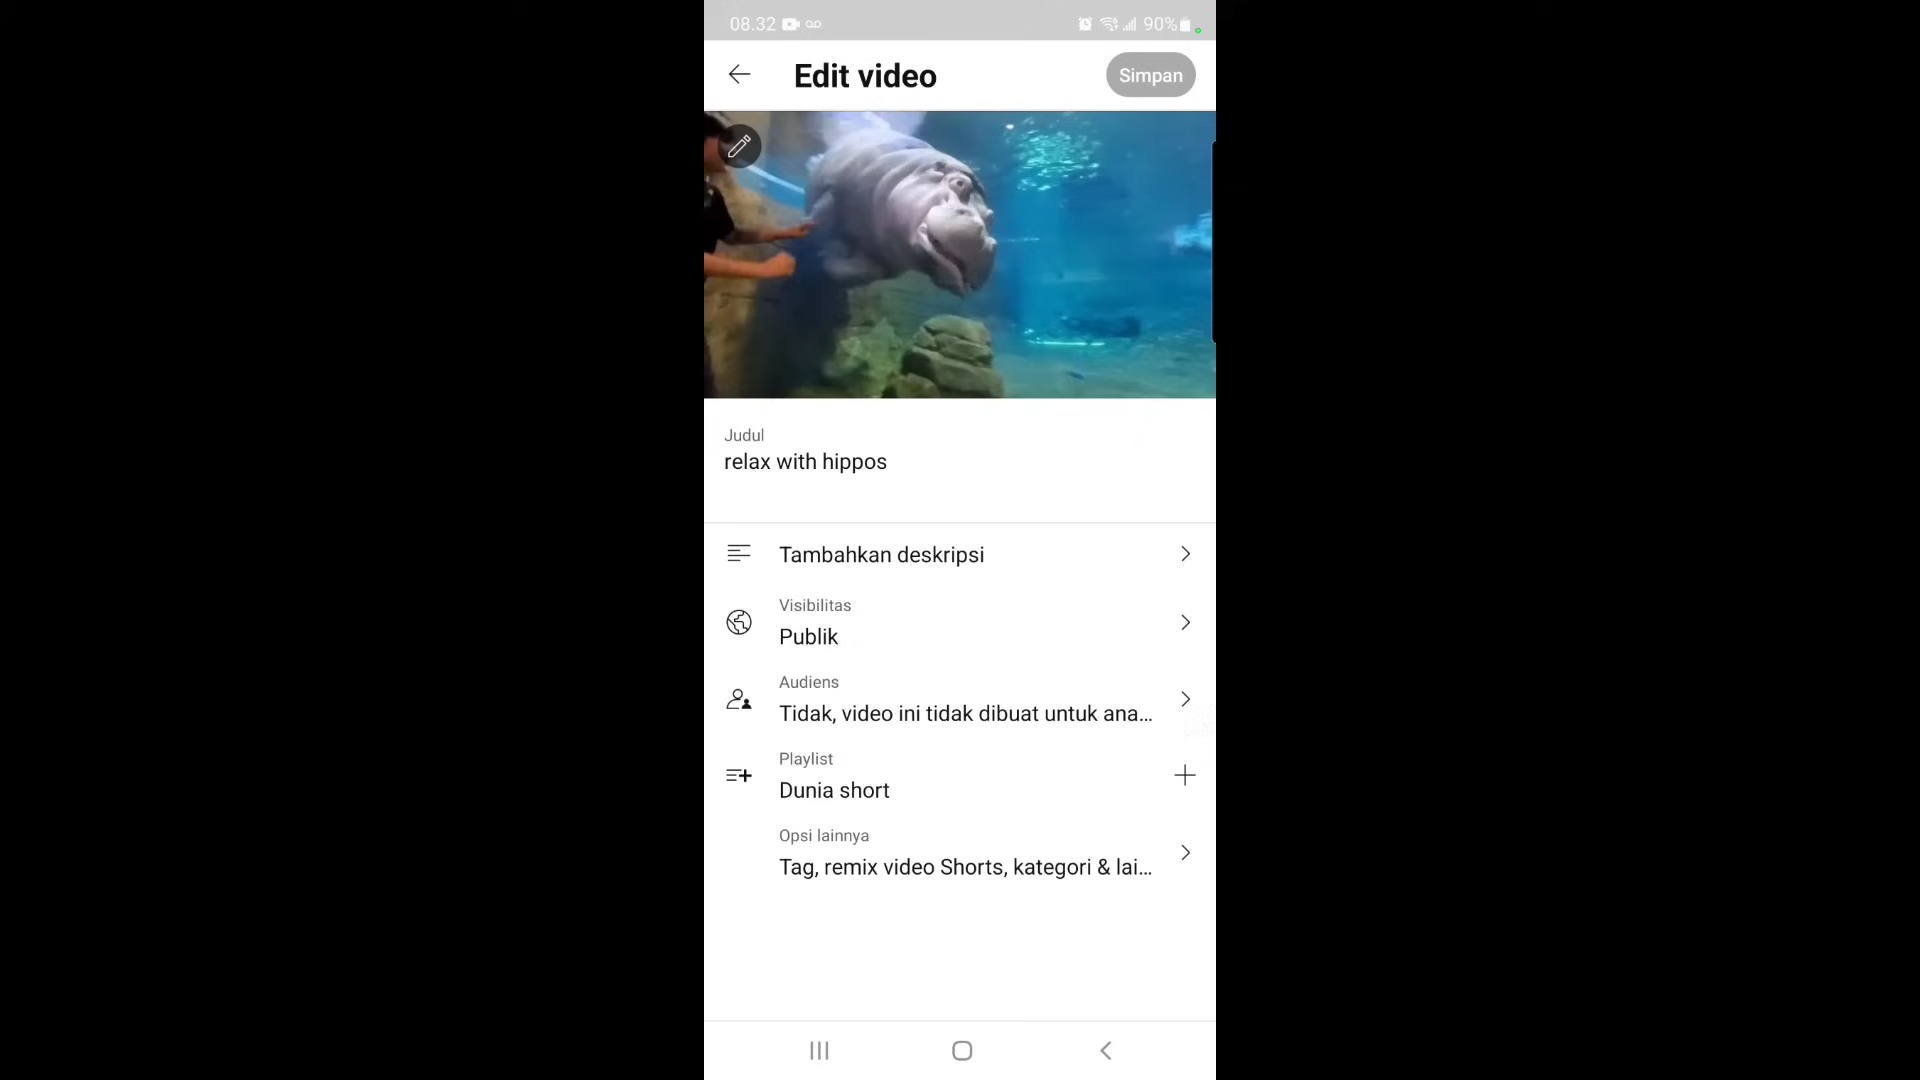 08.32
90%
Edit video
Simpan
Judul
relax with hippos
Tambahkan deskripsi
Visibilitas
Publik
Audiens
Tidak, video ini tidak dibuat untuk ana...
Playlist
Dunia short
Opsi lainnya
Tag, remix video Shorts, kategori & lai...